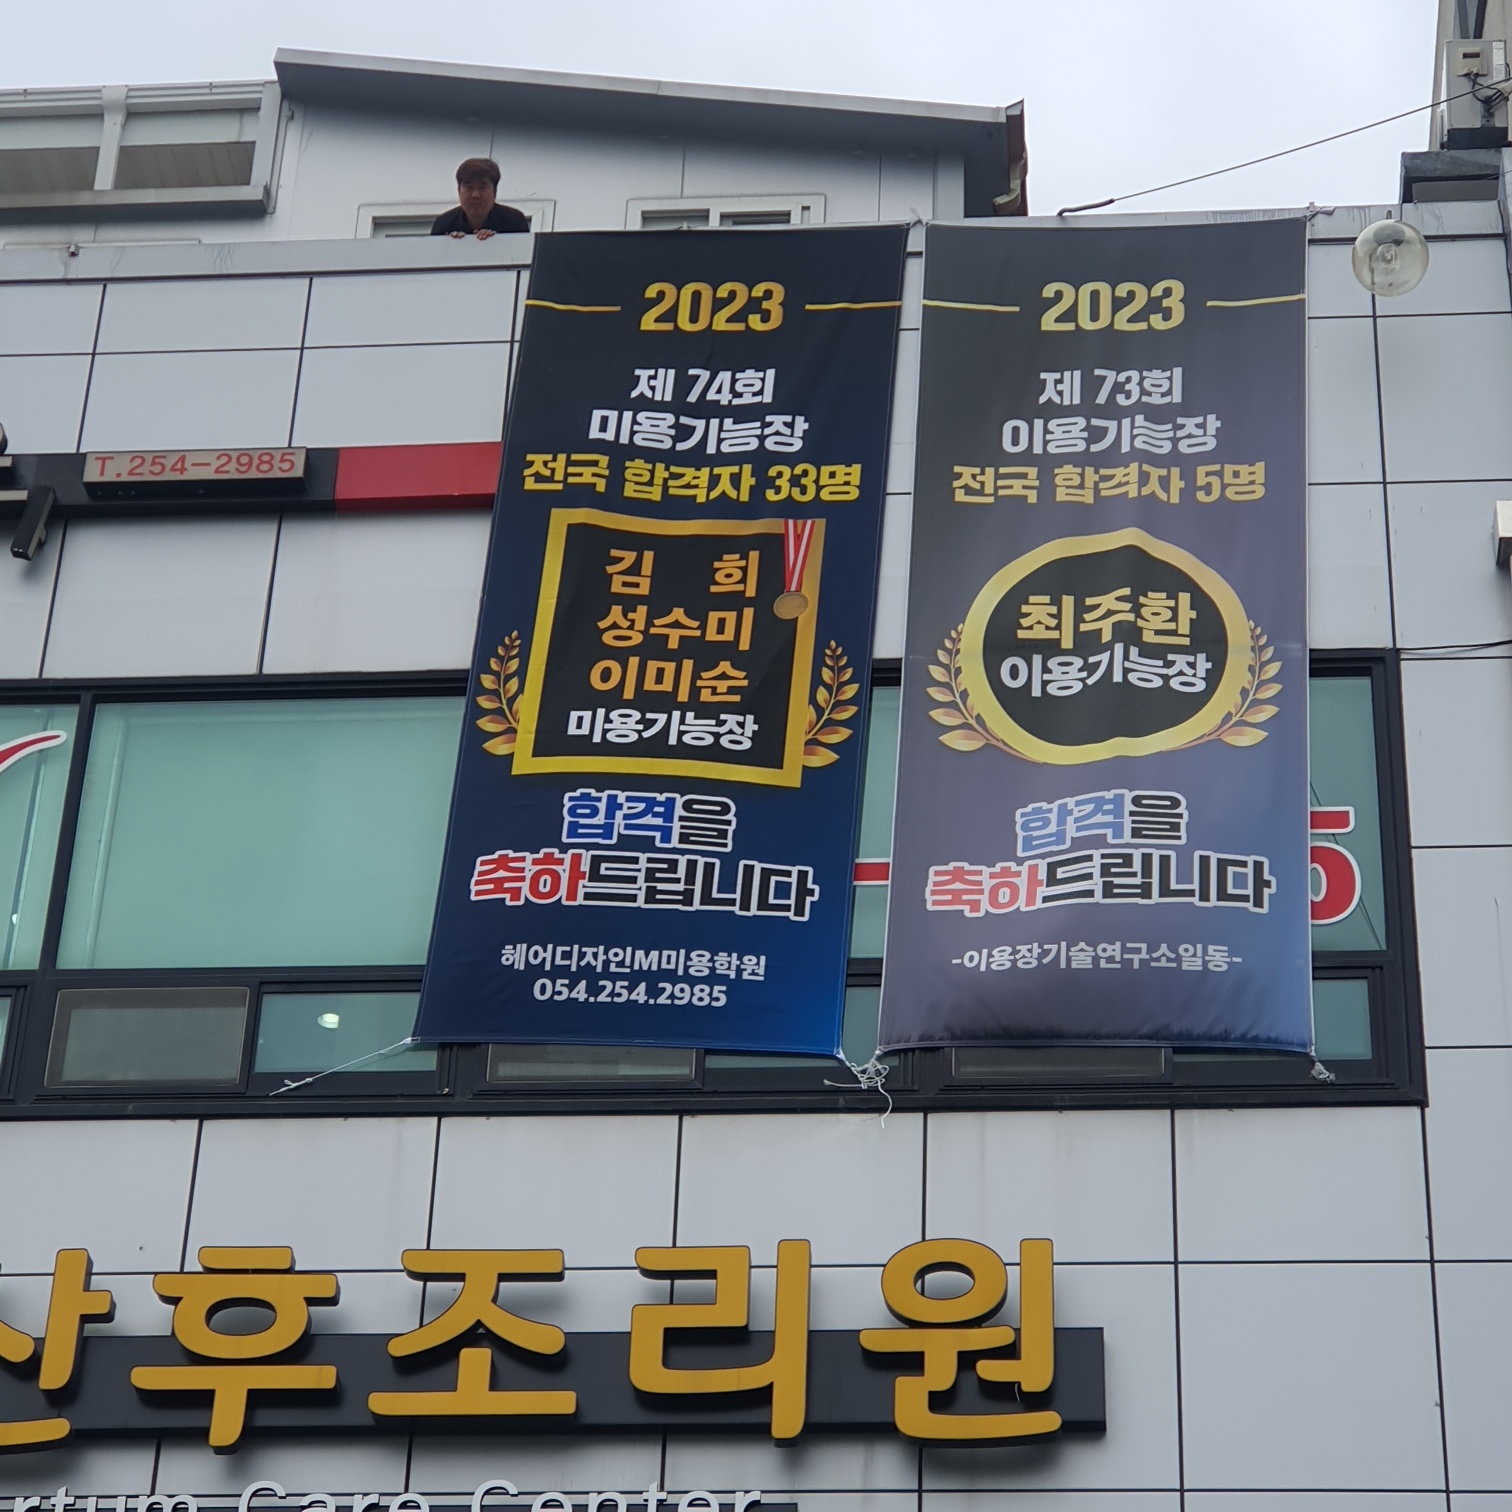 T.254-2985
2023
제 74회
미용기능장
전국 합격자 33명
김 희
성수미
이미순
미용기능장
합격을
축하드립니다
헤어디자인M미용학원
054.254.2985
2023
제 73회
이용기능장
전국 합격자 5명
최주환
이용기능장
합격을
축하드립니다
-이용장기술연구소일동-
5
산후조리원
rtum Care Center